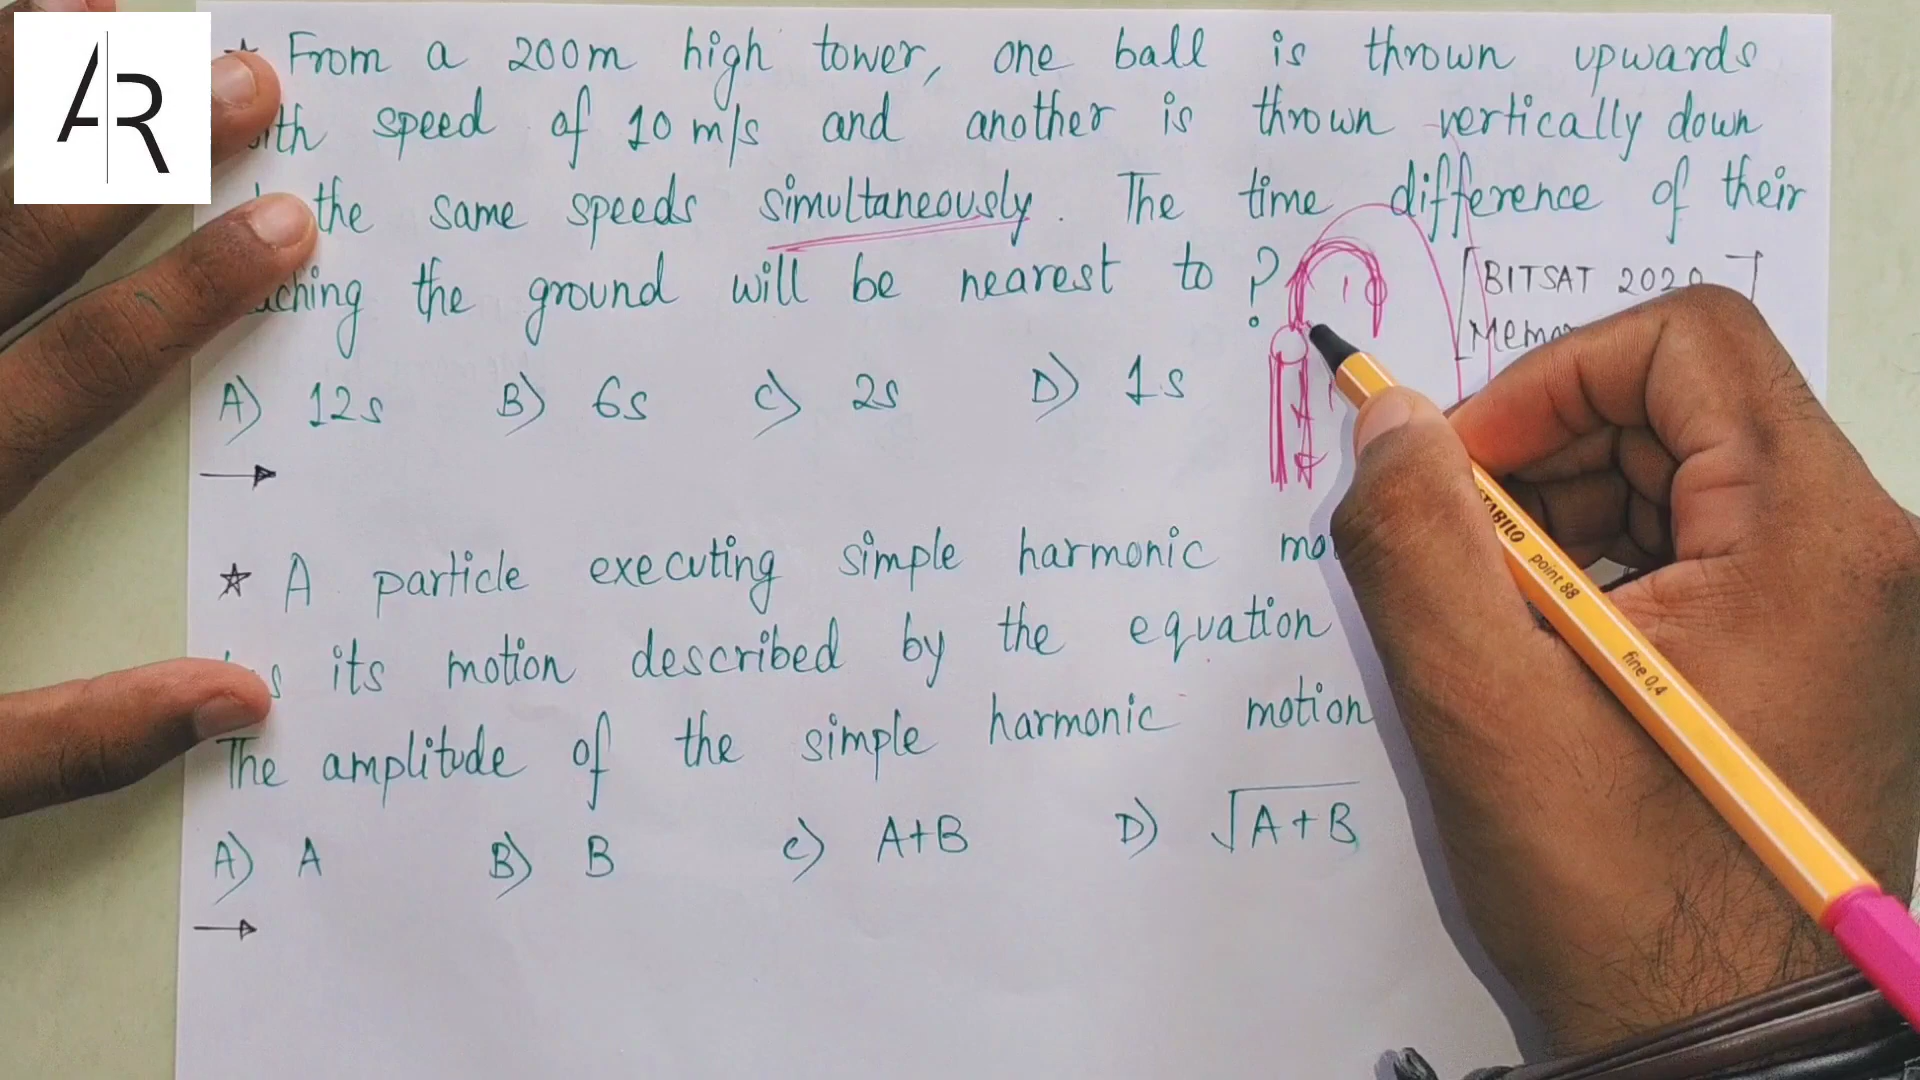 AR
From a 200m high tower, one ball is thrown upwards
speed of 10 m/s and another is thrown vertically down
the same speeds simultaneously. The time difference of their
the ground will be nearest to ?
[BITSAT 2020]
A) 12s B) 6s C) 2s D) 1s
★ A particle executing simple harmonic
its motion described by the equation
The amplitude of the simple harmonic motion
A) A B) B C) A+B D) √A+B
STABILO point 88
fine 0,4